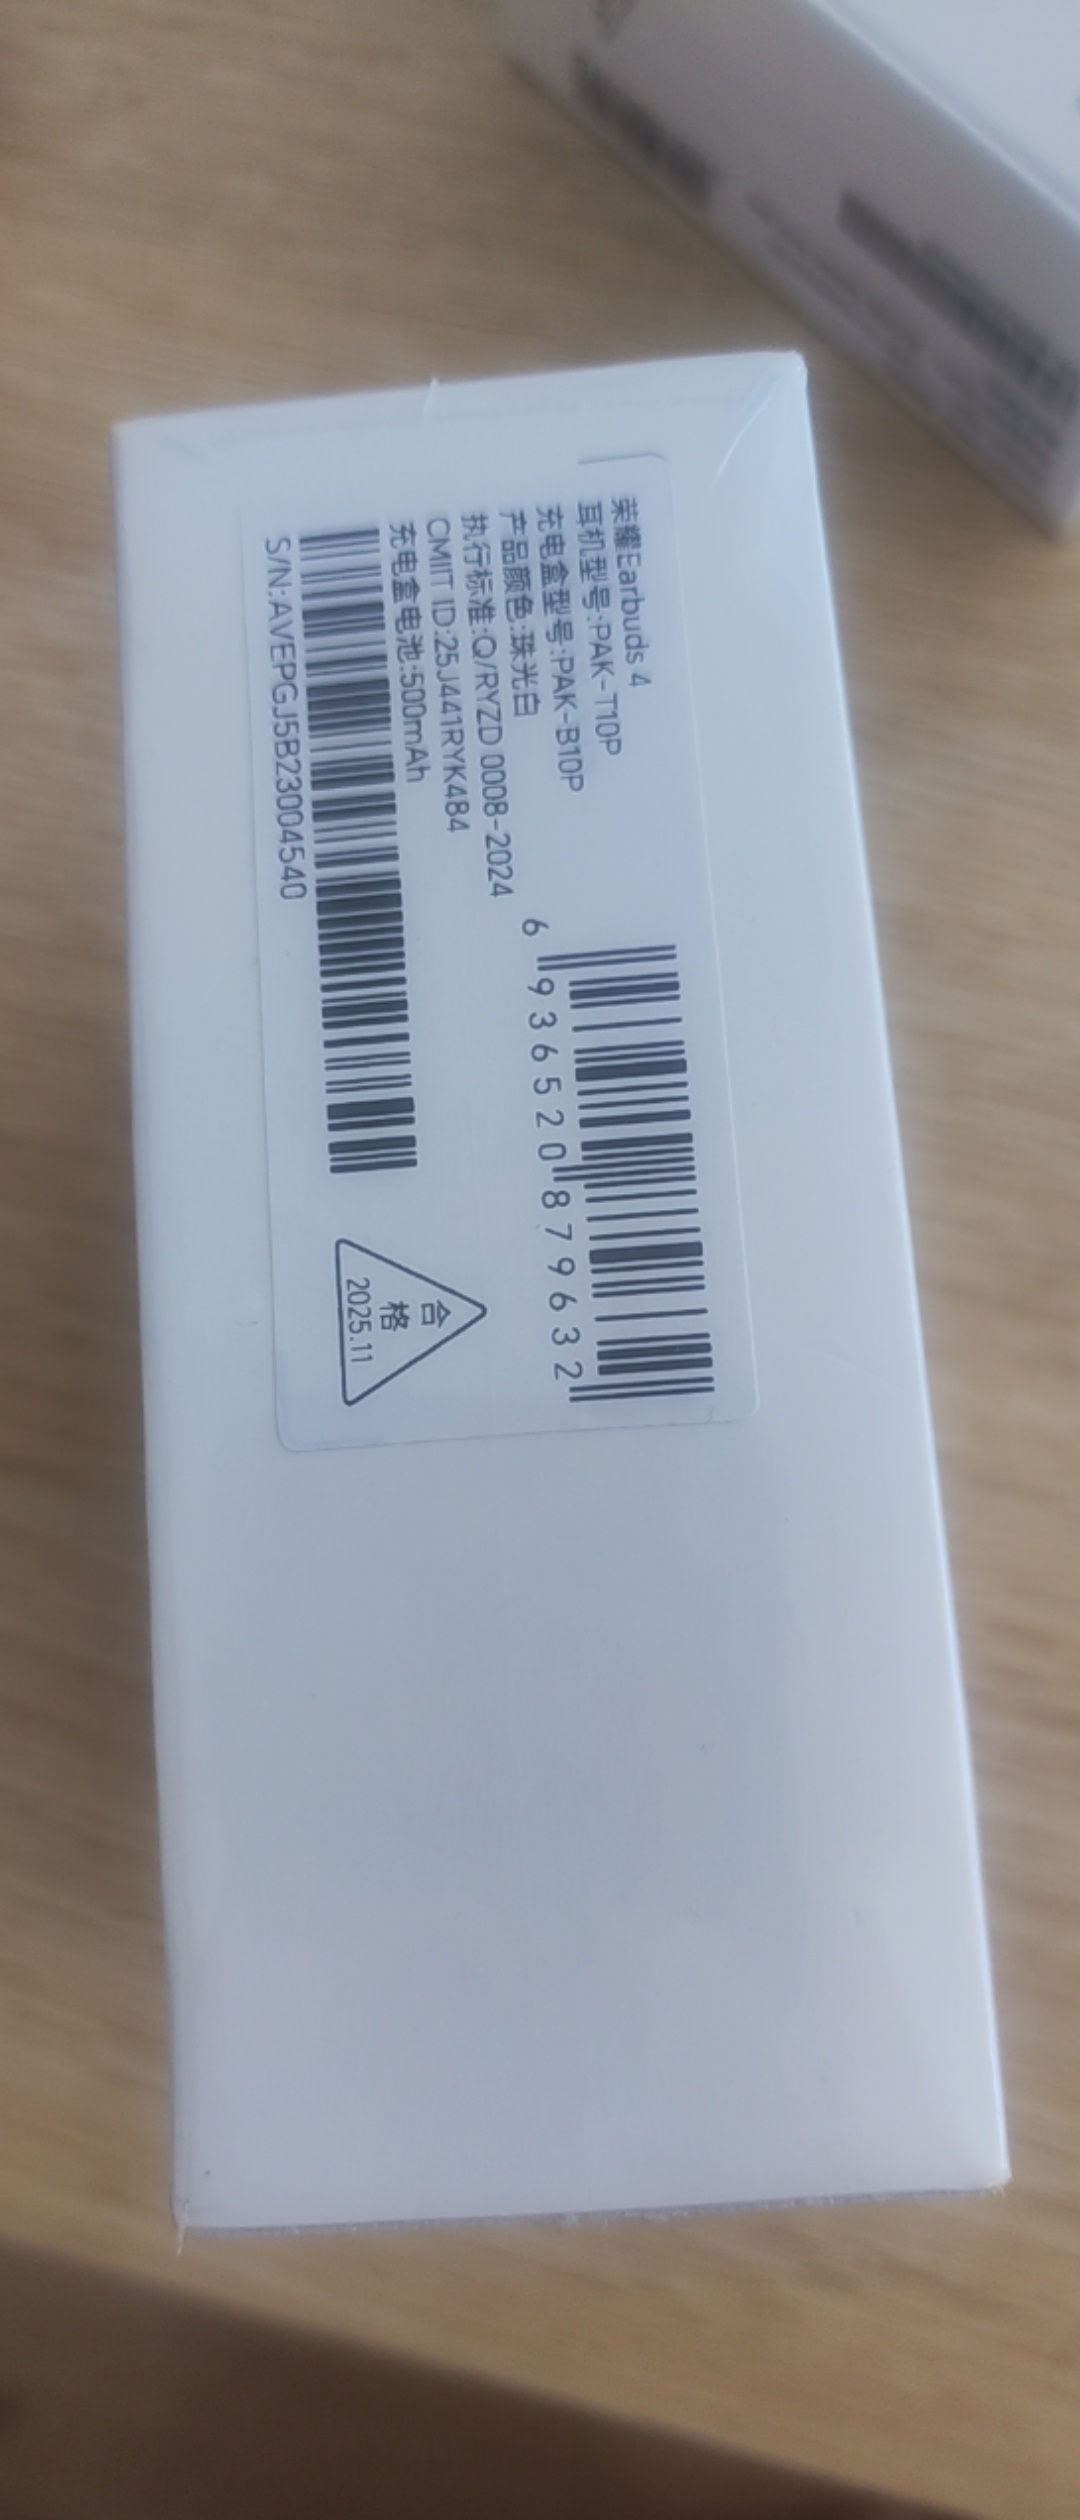 荣耀Earbuds 4
耳机型号:PAK-T10P
充电盒型号:PAK-B10P
产品颜色:珠光白
执行标准:Q/RYZD 0008-2024
CMIIT ID:25J441RYK484
充电盒电池:500mAh
S/N:AVEPGJ5B23004540
6 936520 879632
合
格
2025.11